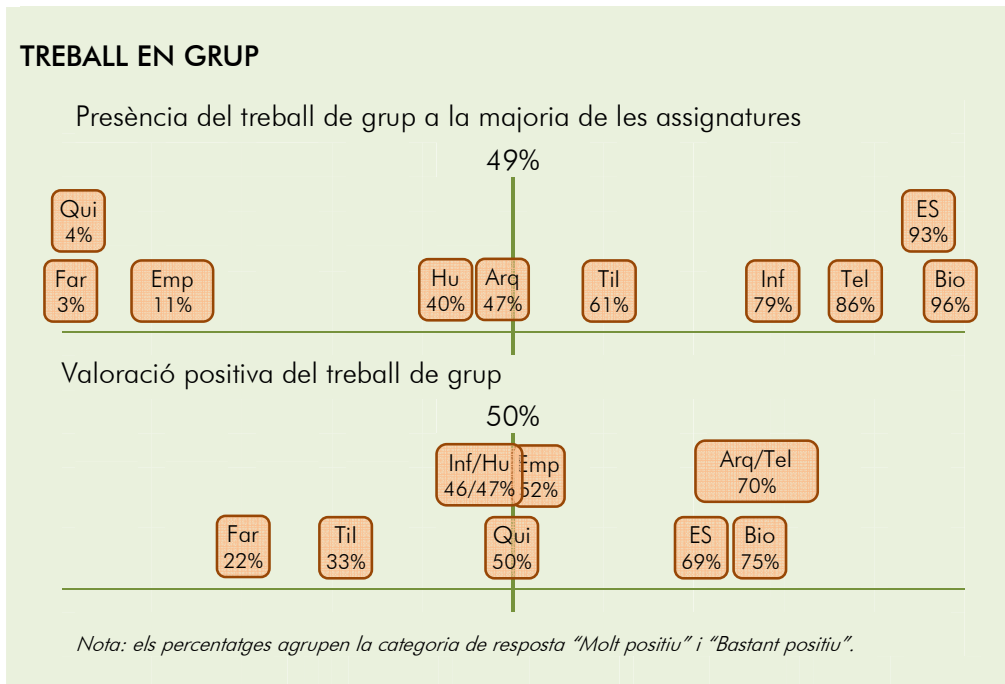 TREBALL EN GRUP
Presència del treball de grup a la majoria de les assignatures
49%
Qui
4%
ES
93%
Far
3%
Emp
11%
Hu
40%
Arq
47%
Til
61%
Inf
79%
Tel
86%
Bio
96%
Valoració positiva del treball de grup
50%
Inf/Hu
46/47%
Emp
52%
Arq/Tel
70%
Far
22%
Til
33%
Qui
50%
ES
69%
Bio
75%
Nota: els percentatges agrupen la categoria de resposta “Molt positiu” i “Bastant positiu”.